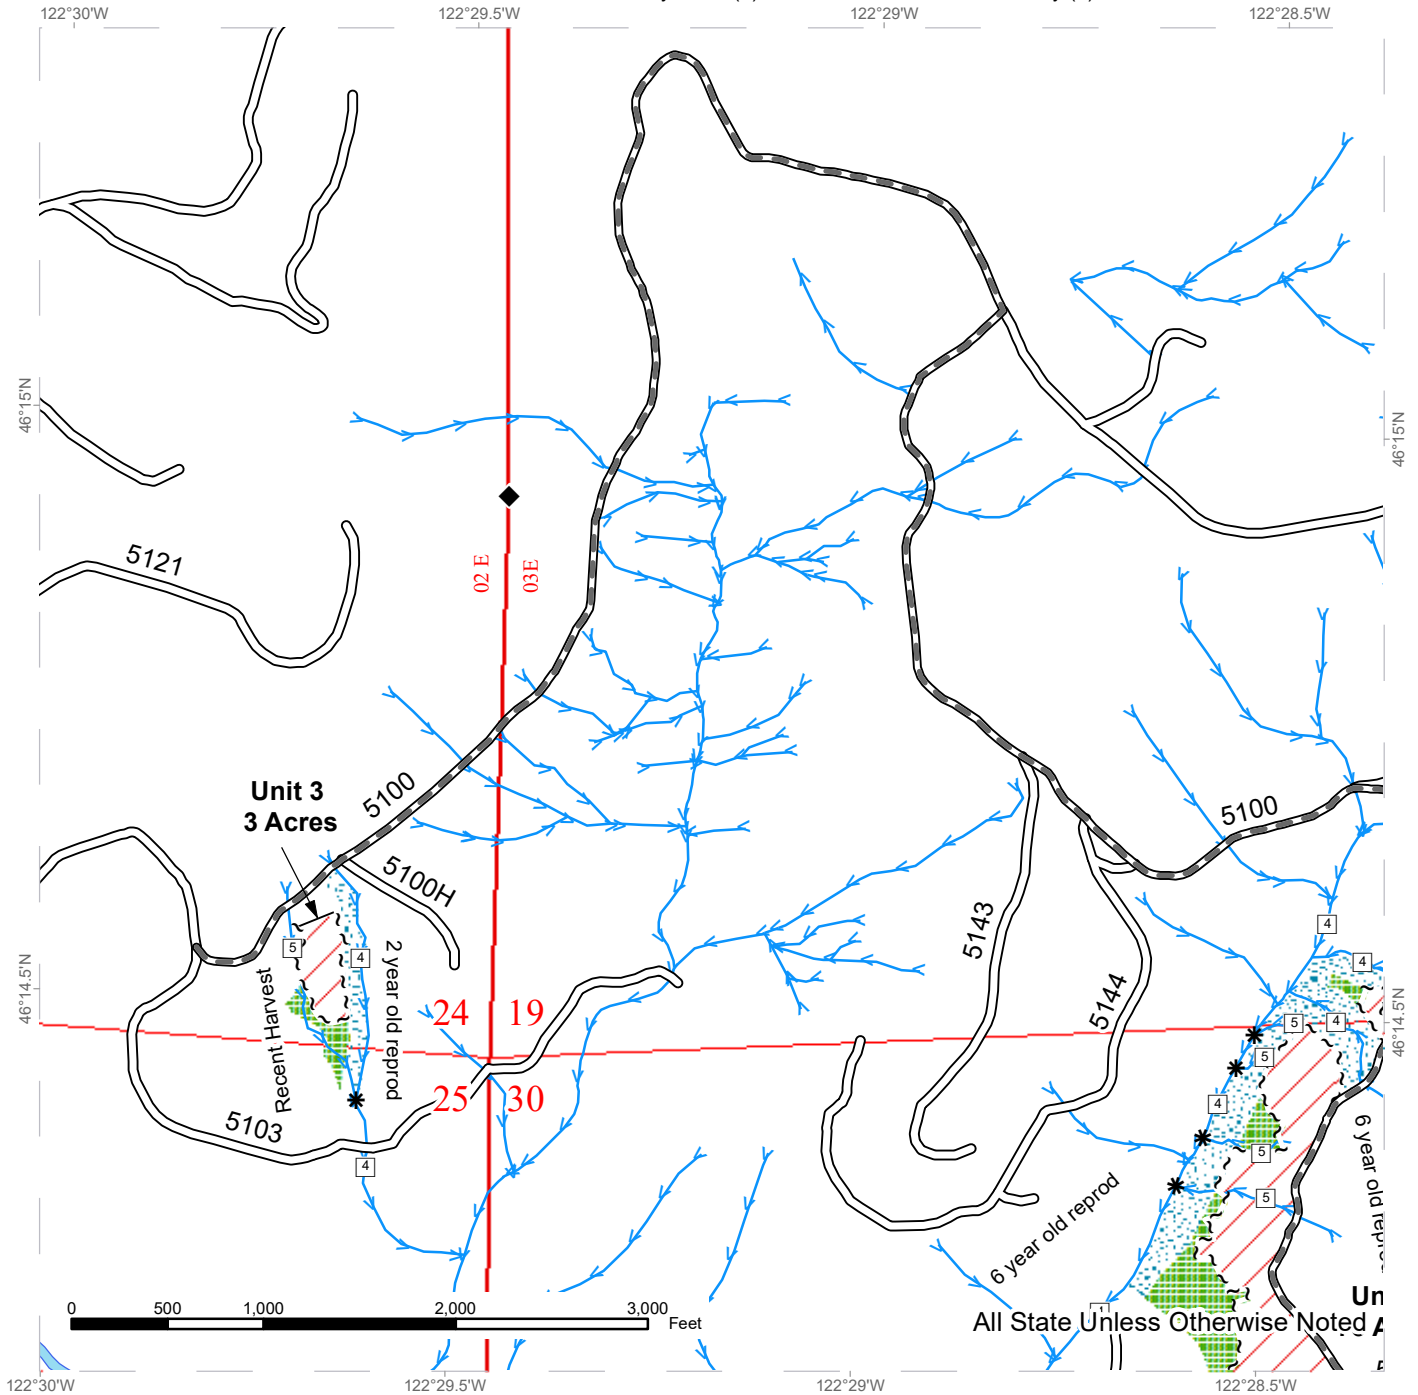 122°30'W
122°29.5'W
122°29'W
122°28.5'W
46°15'N
46°15'N
5121
02 E
03E
Unit 3
3 Acres
5100
5100H
5100
5143
5144
5
4
4
4
2 year old reprod
Recent Harvest
46°14.5'N
46°14.5'N
24
19
25
30
5
4
5
4
5103
4
5
5
6 year old reprod
6 year old
Un
0
500
1,000
2,000
3,000
Feet
All State Unless Otherwise Noted
122°30'W
122°29.5'W
122°29'W
122°28.5'W